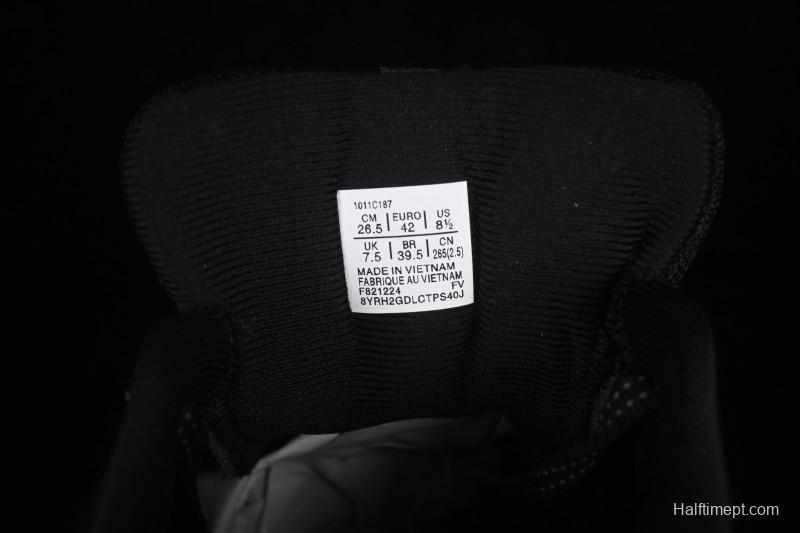 1011C187
CM EURO US
26.5 42 8½
UK BR CN
7.5 39.5 265(2.5)
MADE IN VIETNAM
FABRIQUE AU VIETNAM
F821224 FV
8YRH2GDLCTPS40J
Halftimept.com